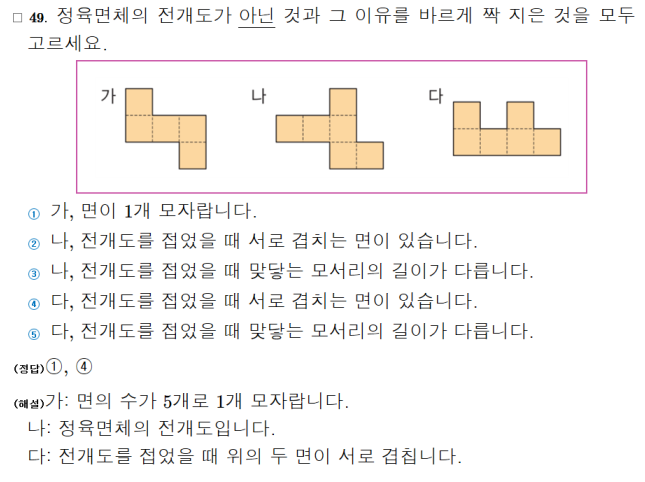 □ 49. 정육면체의 전개도가 아닌 것과 그 이유를 바르게 짝 지은 것을 모두
고르세요.
가 나 다
① 가, 면이 1개 모자랍니다.
② 나, 전개도를 접었을 때 서로 겹치는 면이 있습니다.
③ 나, 전개도를 접었을 때 맞닿는 모서리의 길이가 다릅니다.
④ 다, 전개도를 접었을 때 서로 겹치는 면이 있습니다.
⑤ 다, 전개도를 접었을 때 맞닿는 모서리의 길이가 다릅니다.
(정답)①, ④
(해설)가: 면의 수가 5개로 1개 모자랍니다.
나: 정육면체의 전개도입니다.
다: 전개도를 접었을 때 위의 두 면이 서로 겹칩니다.